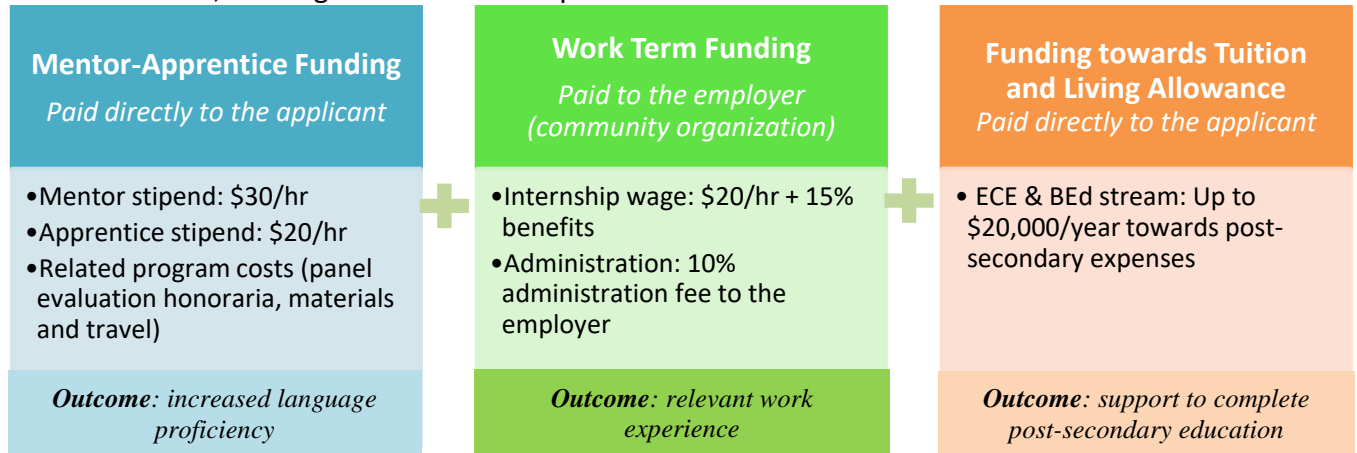 Mentor-Apprentice Funding
Paid directly to the applicant
•Mentor stipend: $30/hr
•Apprentice stipend: $20/hr
•Related program costs (panel
evaluation honoraria, materials
and travel)
Outcome: increased language
proficiency
Work Term Funding
Paid to the employer
(community organization)
•Internship wage: $20/hr + 15%
benefits
•Administration: 10%
administration fee to the
employer
Outcome: relevant work
experience
Funding towards Tuition
and Living Allowance
Paid directly to the applicant
• ECE & BEd stream: Up to
$20,000/year towards post-
secondary expenses
Outcome: support to complete
post-secondary education